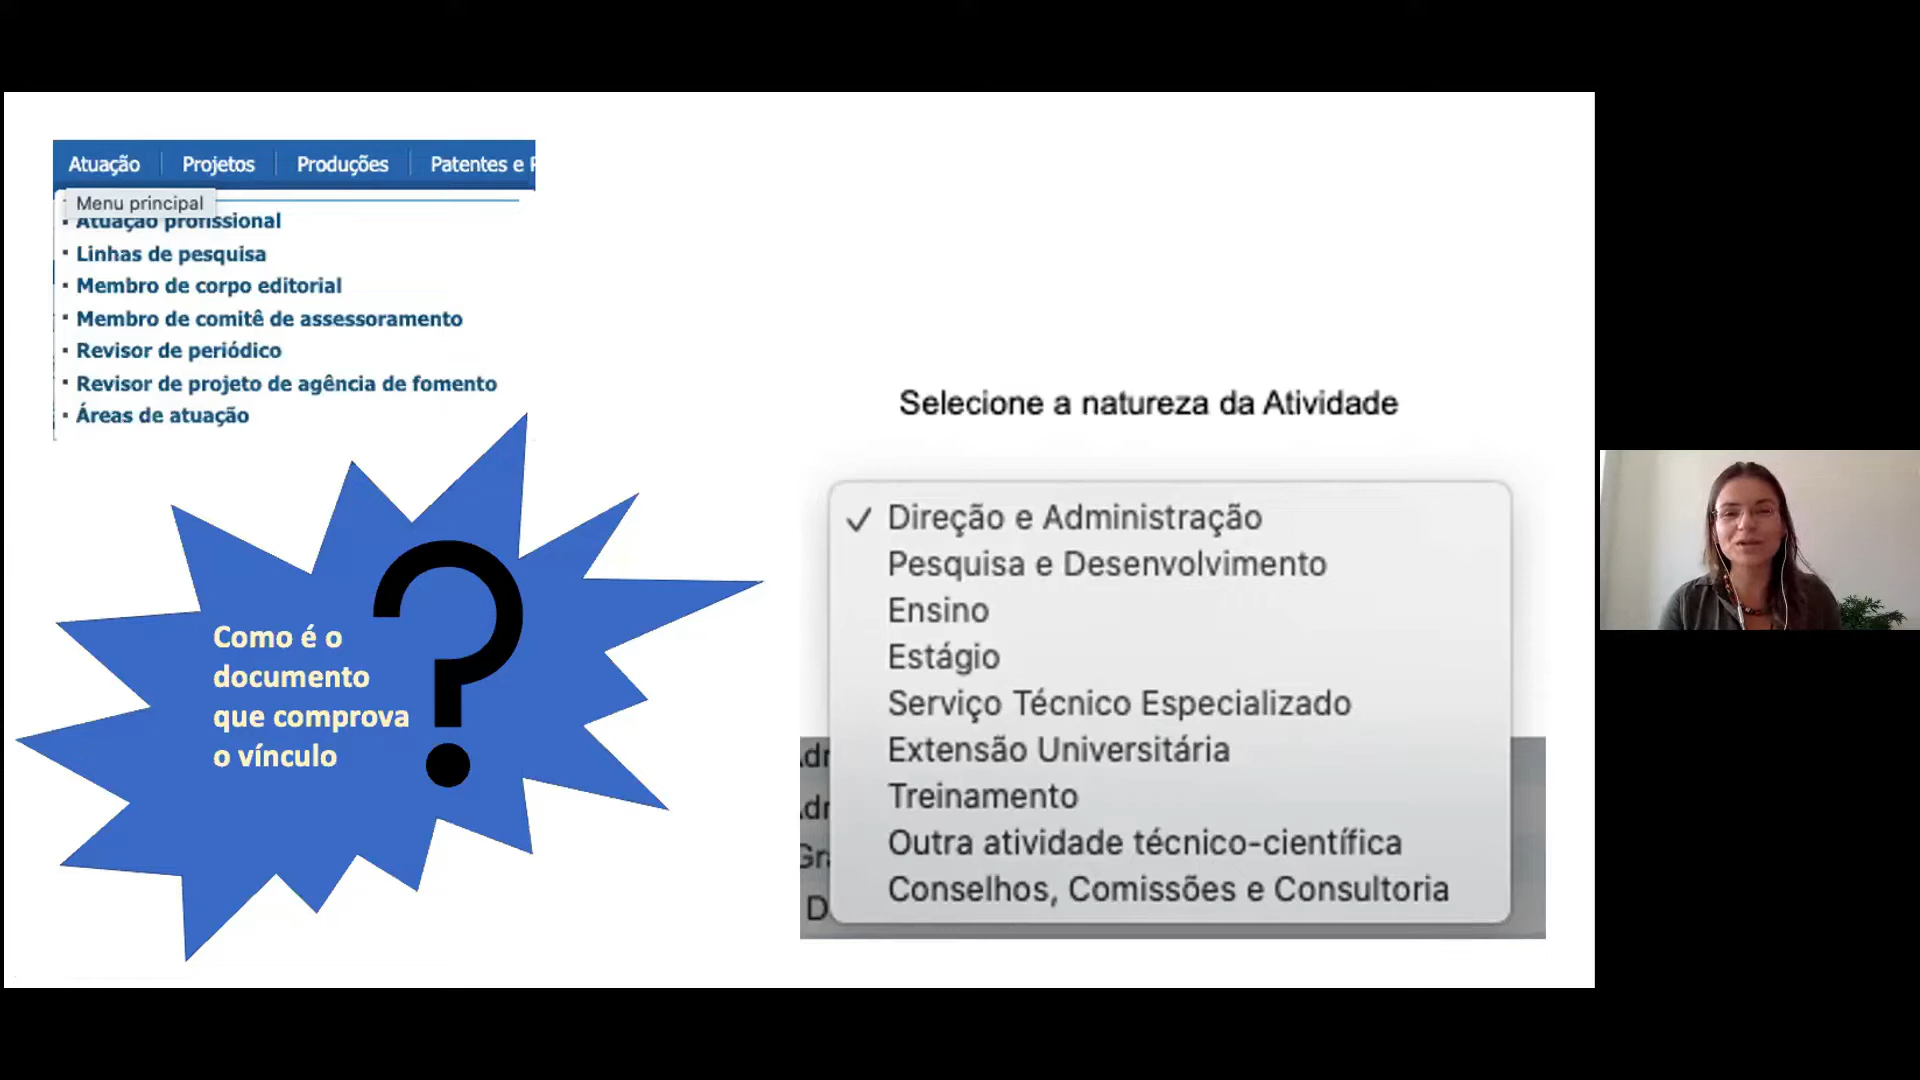 Atuação
Projetos
Produções
Patentes e
Menu principal
Atuação profissional
Linhas de pesquisa
Membro de corpo editorial
Membro de comitê de assessoramento
Revisor de periódico
Revisor de projeto de agência de fomento
Áreas de atuação
Como é o
documento
que comprova
o vínculo
?
Selecione a natureza da Atividade
✓ Direção e Administração
Pesquisa e Desenvolvimento
Ensino
Estágio
Serviço Técnico Especializado
Extensão Universitária
Treinamento
Outra atividade técnico-científica
Conselhos, Comissões e Consultoria